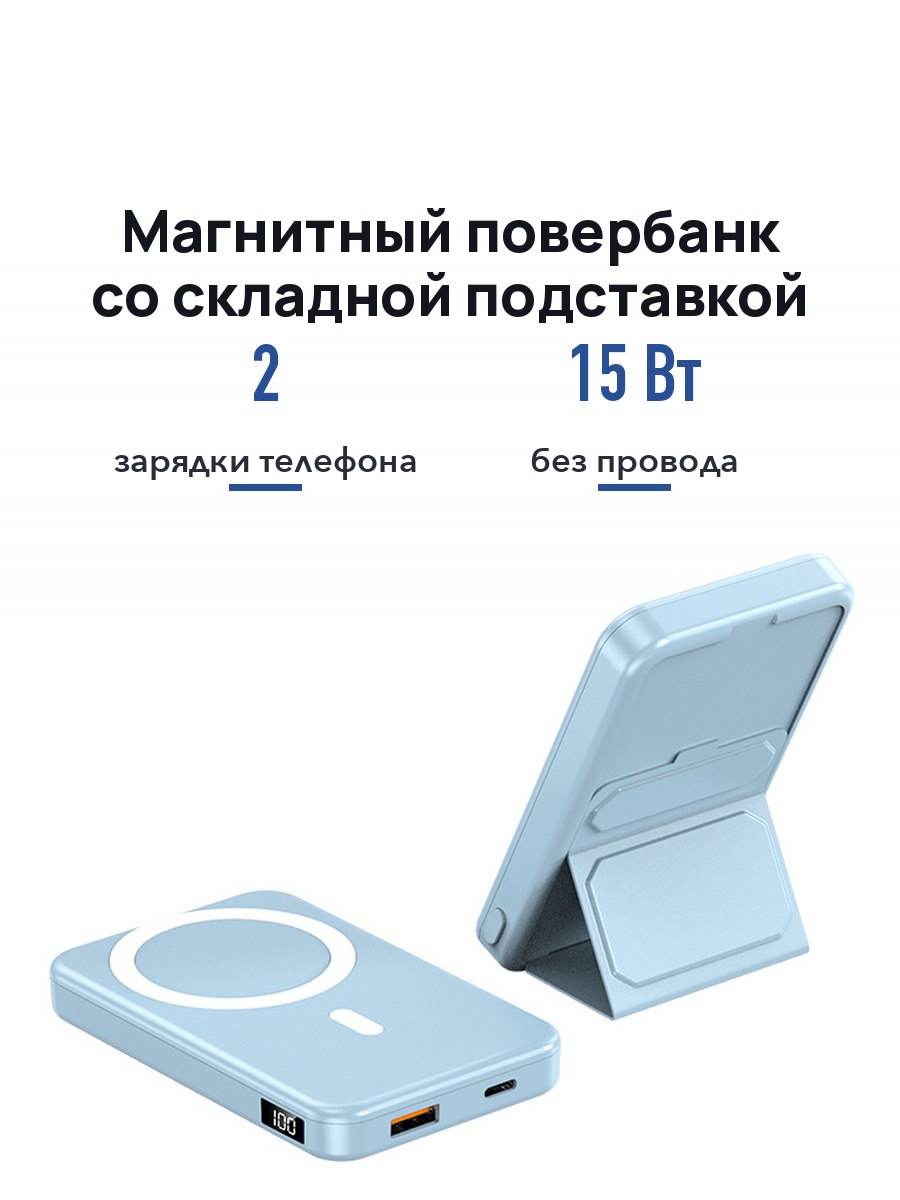 Магнитный повербанк
со складной подставкой
2
15 Вт
зарядки телефона
без провода
100